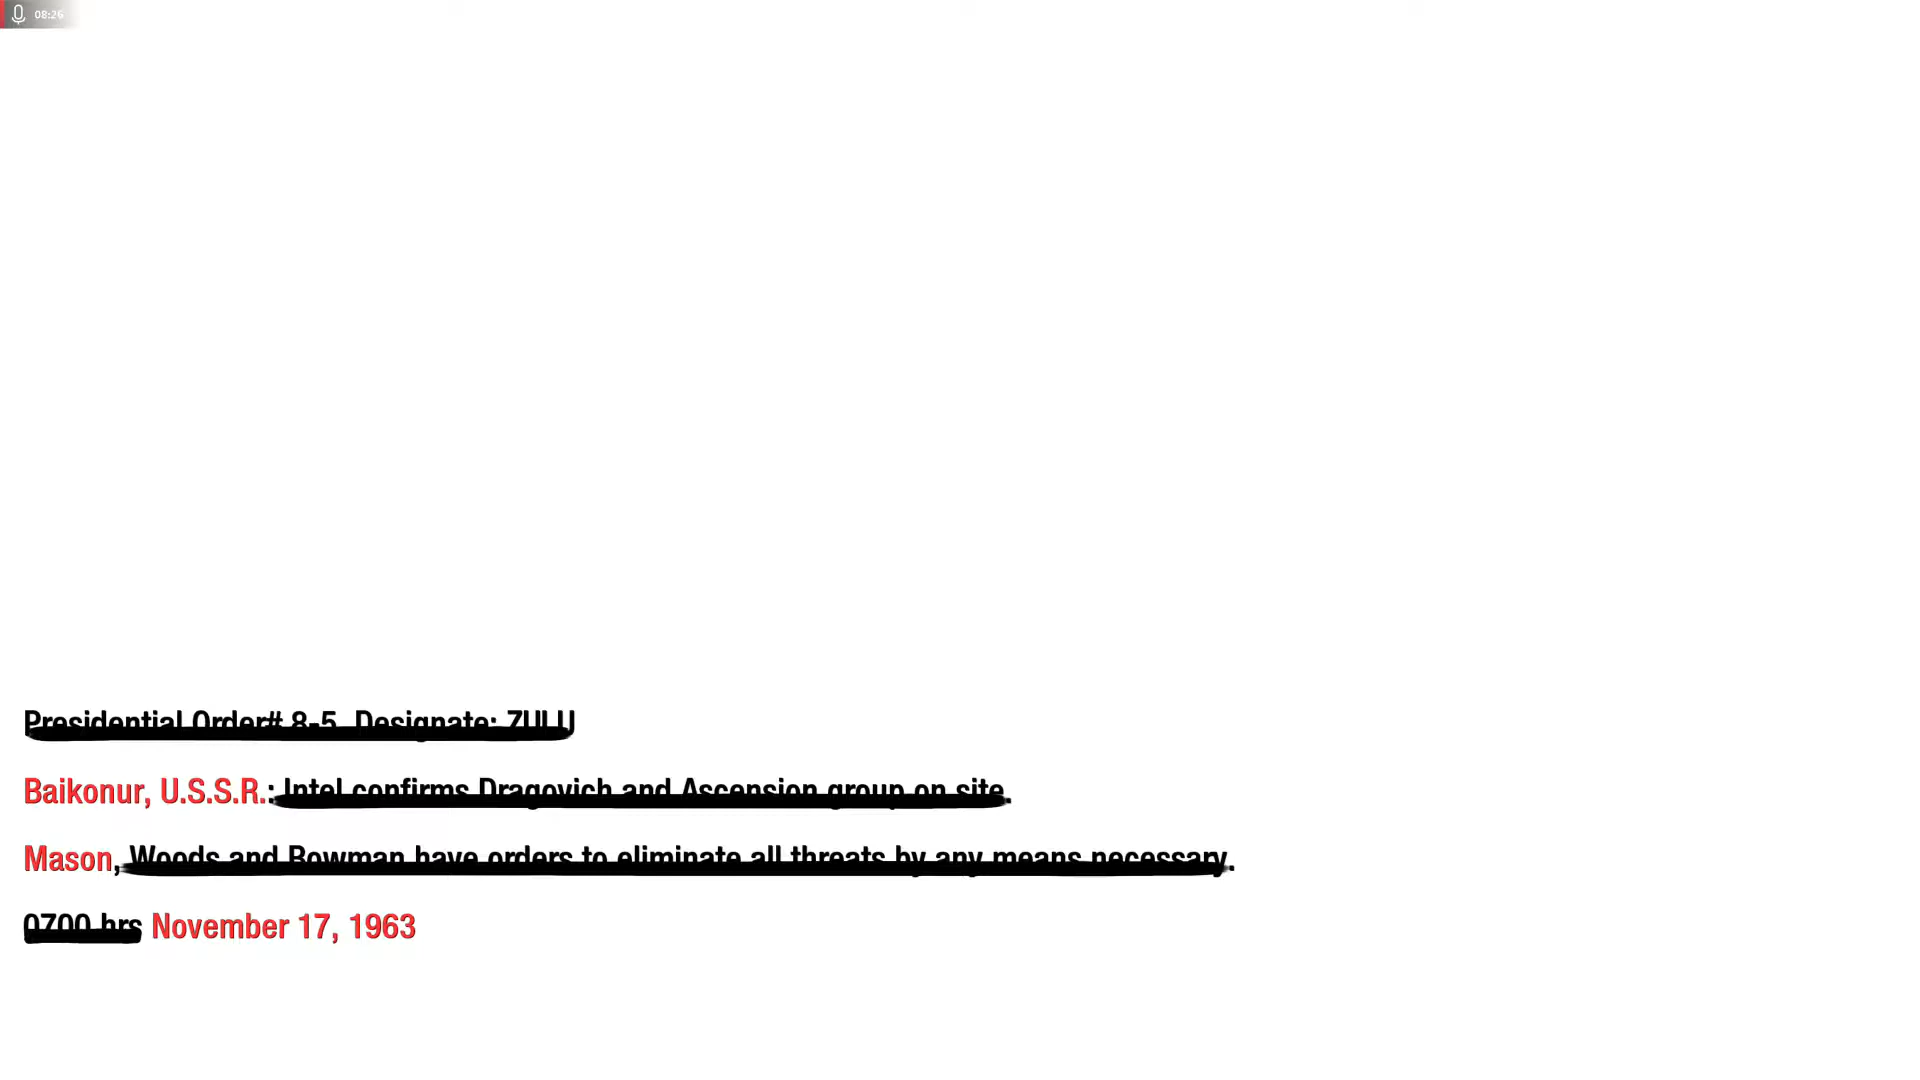 08:26
Presidential Order# 8-5, Designate: ZULU
Baikonur, U.S.S.R.: Intel confirms Dragovich and Ascension group on site.
Mason, Woods and Bowman have orders to eliminate all threats by any means necessary.
0700 hrs November 17, 1963